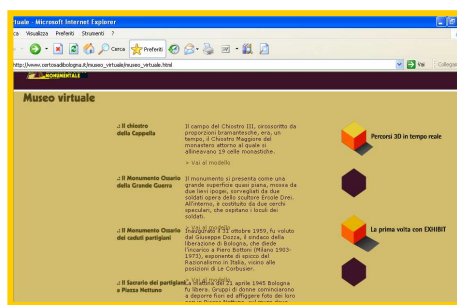 tuale - Microsoft Internet Explorer
ca Visualizza Preferiti Strumenti ?
Cerca Preferiti
http://www.certosadibologna.it/museo_virtuale/museo_virtuale.html
Vai Collegam
MONUMENTALE
Museo virtuale
.: Il chiostro della Cappella
Il campo del Chiostro III, circoscritto da
proporzioni bramantesche, era, un
tempo, il Chiostro Maggiore del
monastero attorno al quale si
allineavano 19 celle monastiche.
> Vai al modello
Percorsi 3D in tempo reale
.: Il Monumento Ossario della Grande Guerra
Il monumento si presenta come una
grande superficie quasi piana, mossa da
due lievi ipogei, sorvegliati da due
soldati opera dello scultore Ercole Drei.
All'interno, è costituito da due cerchi
speculari, che ospitano i loculi dei
soldati.
> Vai al modello
.: Il Monumento Ossario dei caduti partigiani
Inaugurato il 31 ottobre 1959, fu voluto
dal Giuseppe Dozza, il sindaco della
liberazione di Bologna, che diede
l'incarico a Piero Bottoni (Milano 1903-
1973), esponente di spicco del
Razionalismo in Italia, vicino alle
posizioni di Le Corbusier.
> Vai al modello
La prima volta con EXHIBIT
.: Il Sacrario dei partigiani a Piazza Nettuno
La mattina del 21 aprile 1945 Bologna
fu libera. Gruppi di donne cominciarono
a deporre fiori ed affiggere foto dei loro